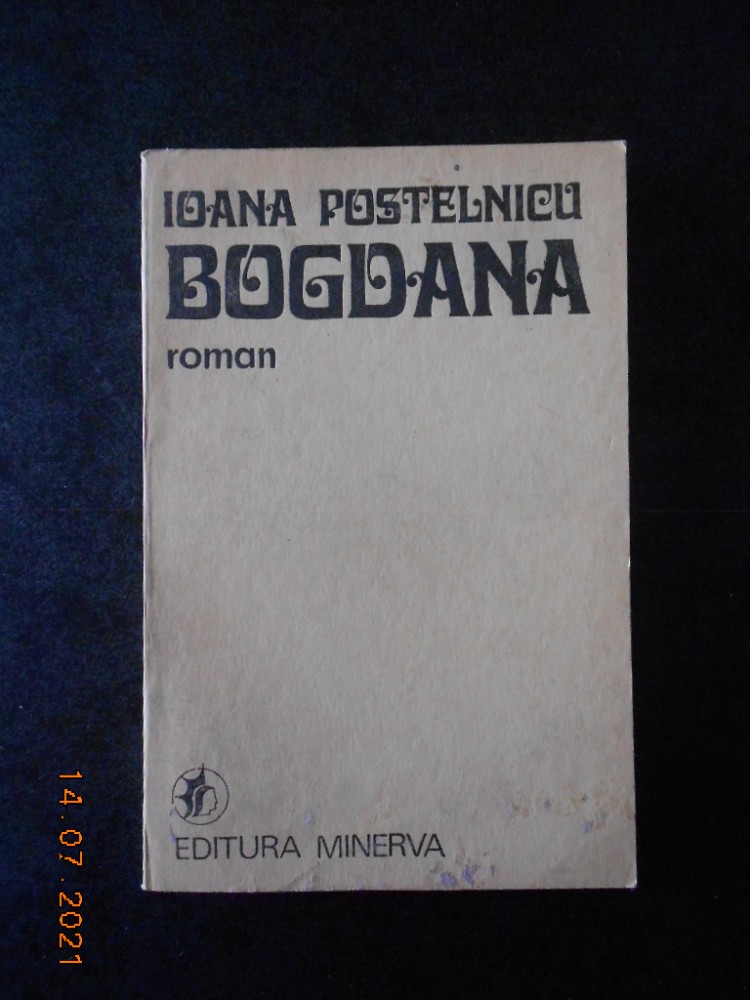 IOANA POSTELNICU
BOGDANA
roman
EDITURA MINERVA
14.07.2021